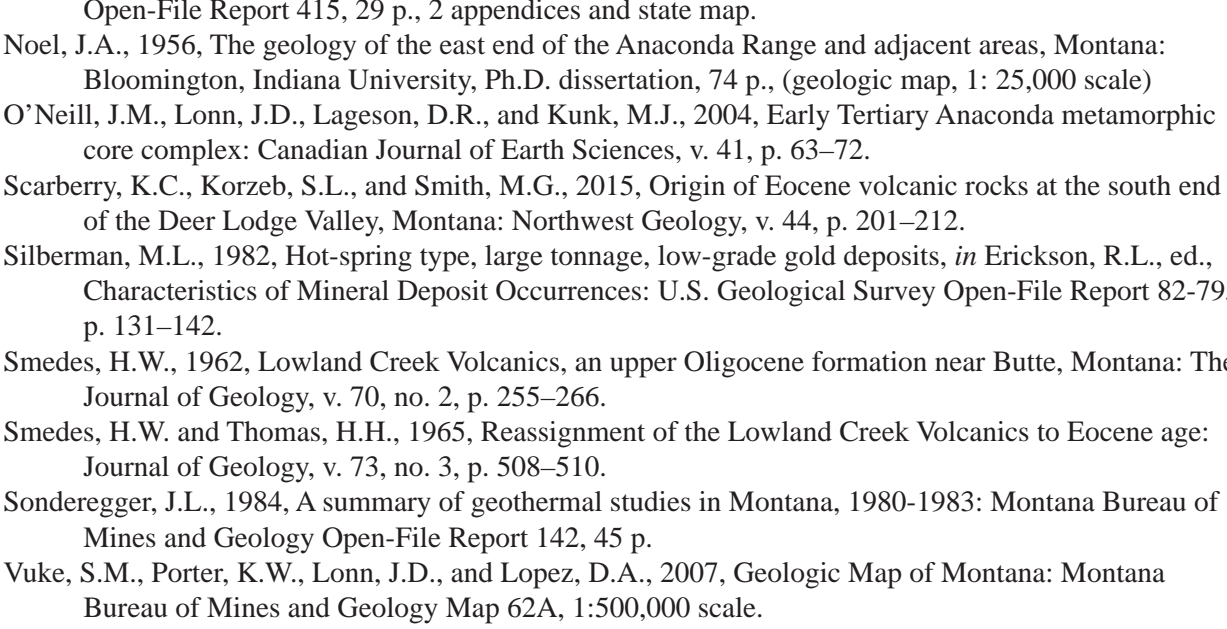 Open-File Report 415, 29 p., 2 appendices and state map.
Noel, J.A., 1956, The geology of the east end of the Anaconda Range and adjacent areas, Montana:
Bloomington, Indiana University, Ph.D. dissertation, 74 p., (geologic map, 1: 25,000 scale)
O’Neill, J.M., Lonn, J.D., Lageson, D.R., and Kunk, M.J., 2004, Early Tertiary Anaconda metamorphic
core complex: Canadian Journal of Earth Sciences, v. 41, p. 63–72.
Scarberry, K.C., Korzeb, S.L., and Smith, M.G., 2015, Origin of Eocene volcanic rocks at the south end
of the Deer Lodge Valley, Montana: Northwest Geology, v. 44, p. 201–212.
Silberman, M.L., 1982, Hot-spring type, large tonnage, low-grade gold deposits, in Erickson, R.L., ed.,
Characteristics of Mineral Deposit Occurrences: U.S. Geological Survey Open-File Report
p. 131–142.
Smedes, H.W., 1962, Lowland Creek Volcanics, an upper Oligocene formation near Butte, Montana: The
Journal of Geology, v. 70, no. 2, p. 255–266.
Smedes, H.W. and Thomas, H.H., 1965, Reassignment of the Lowland Creek Volcanics to Eocene age:
Journal of Geology, v. 73, no. 3, p. 508–510.
Sonderegger, J.L., 1984, A summary of geothermal studies in Montana, 1980-1983: Montana Bureau of
Mines and Geology Open-File Report 142, 45 p.
Vuke, S.M., Porter, K.W., Lonn, J.D., and Lopez, D.A., 2007, Geologic Map of Montana: Montana
Bureau of Mines and Geology Map 62A, 1:500,000 scale.